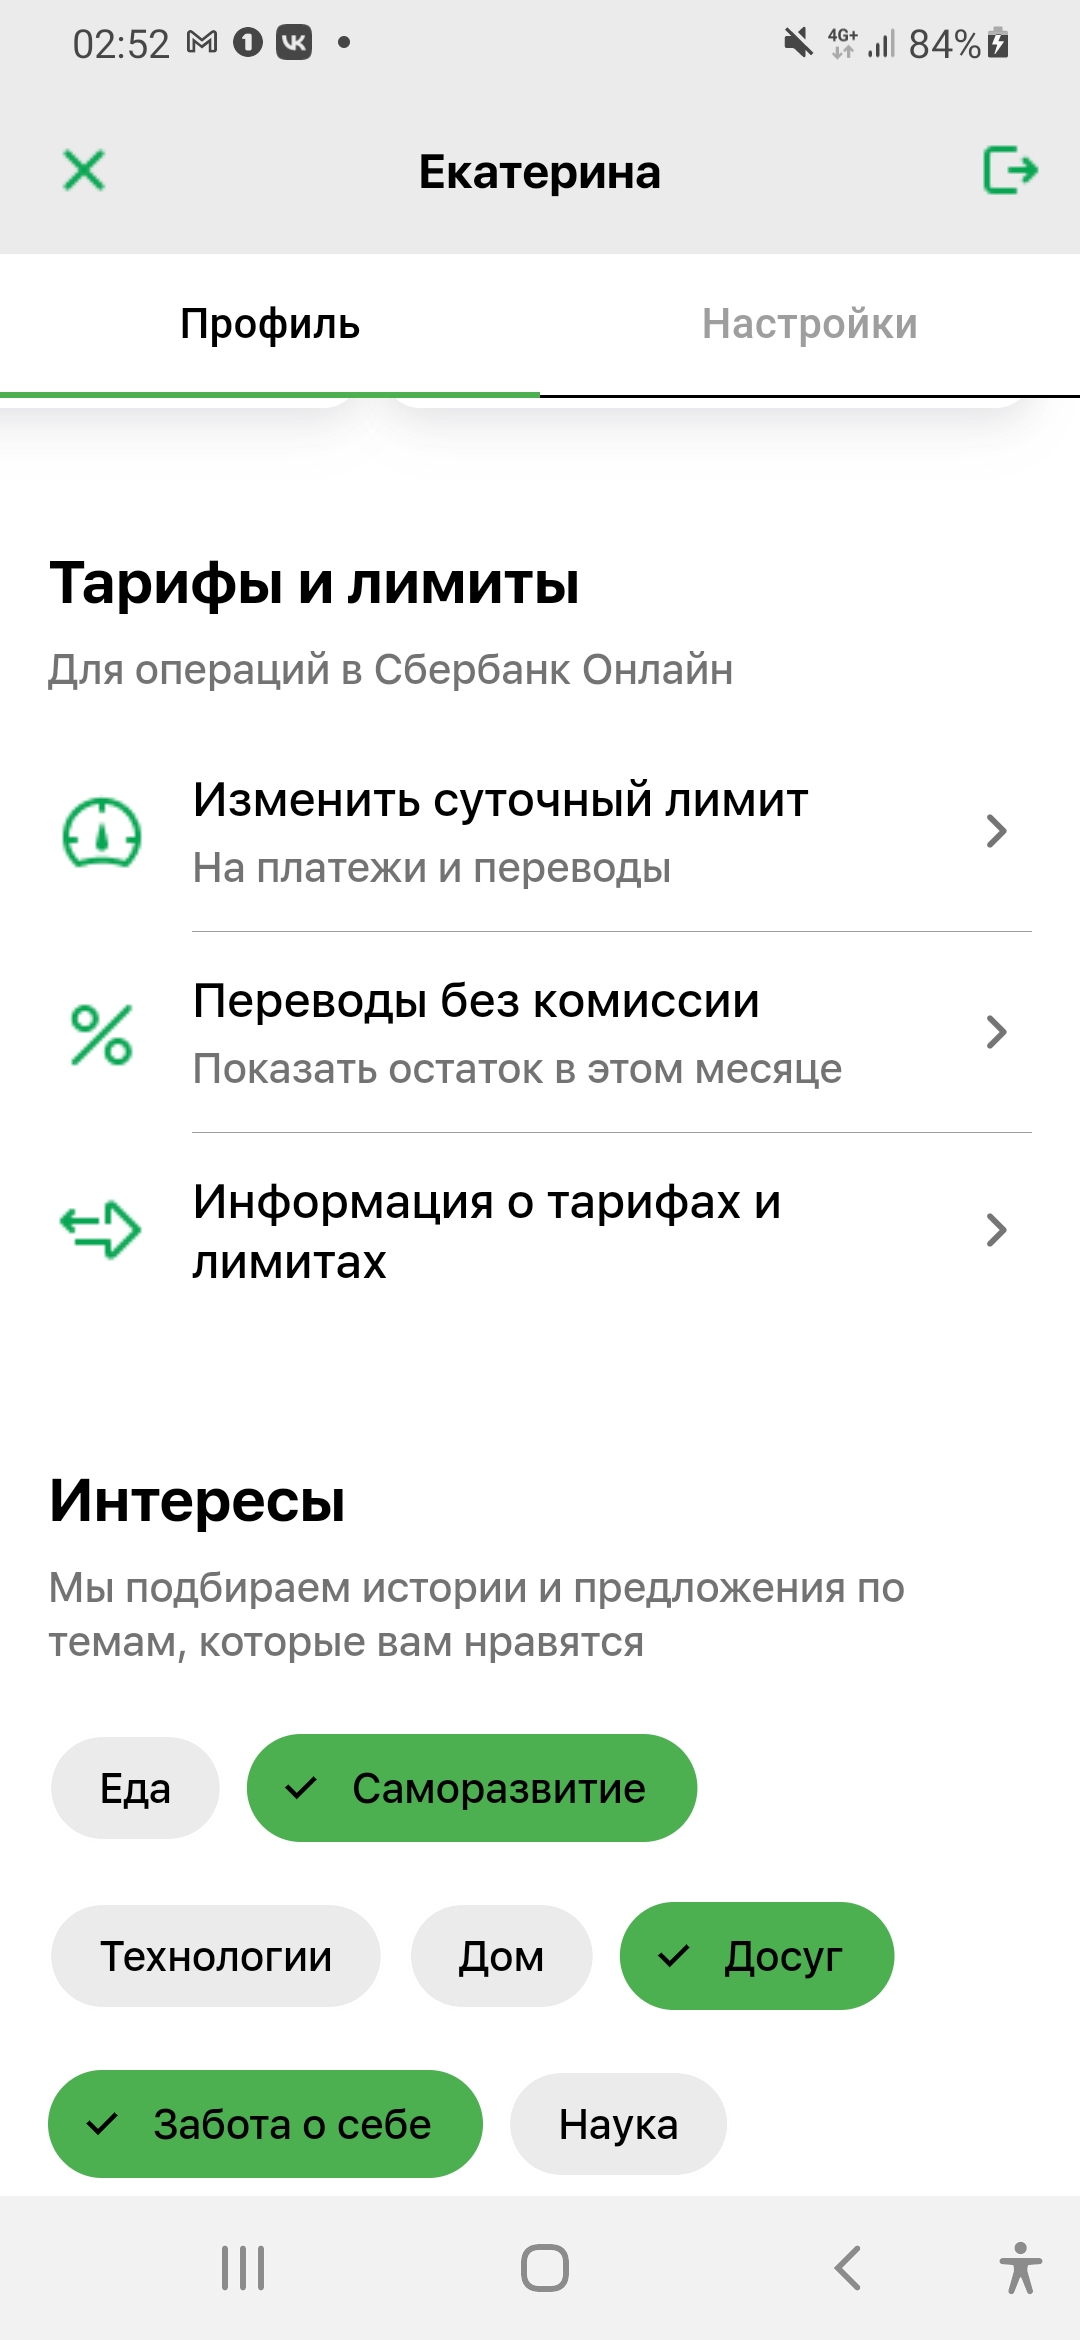 02:52
4G+
84%
Екатерина
Профиль
Настройки
Тарифы и лимиты
Для операций в Сбербанк Онлайн
Изменить суточный лимит
На платежи и переводы
Переводы без комиссии
Показать остаток в этом месяце
Информация о тарифах и
лимитах
Интересы
Мы подбираем истории и предложения по
темам, которые вам нравятся
Еда
Саморазвитие
Технологии
Дом
Досуг
Забота о себе
Наука